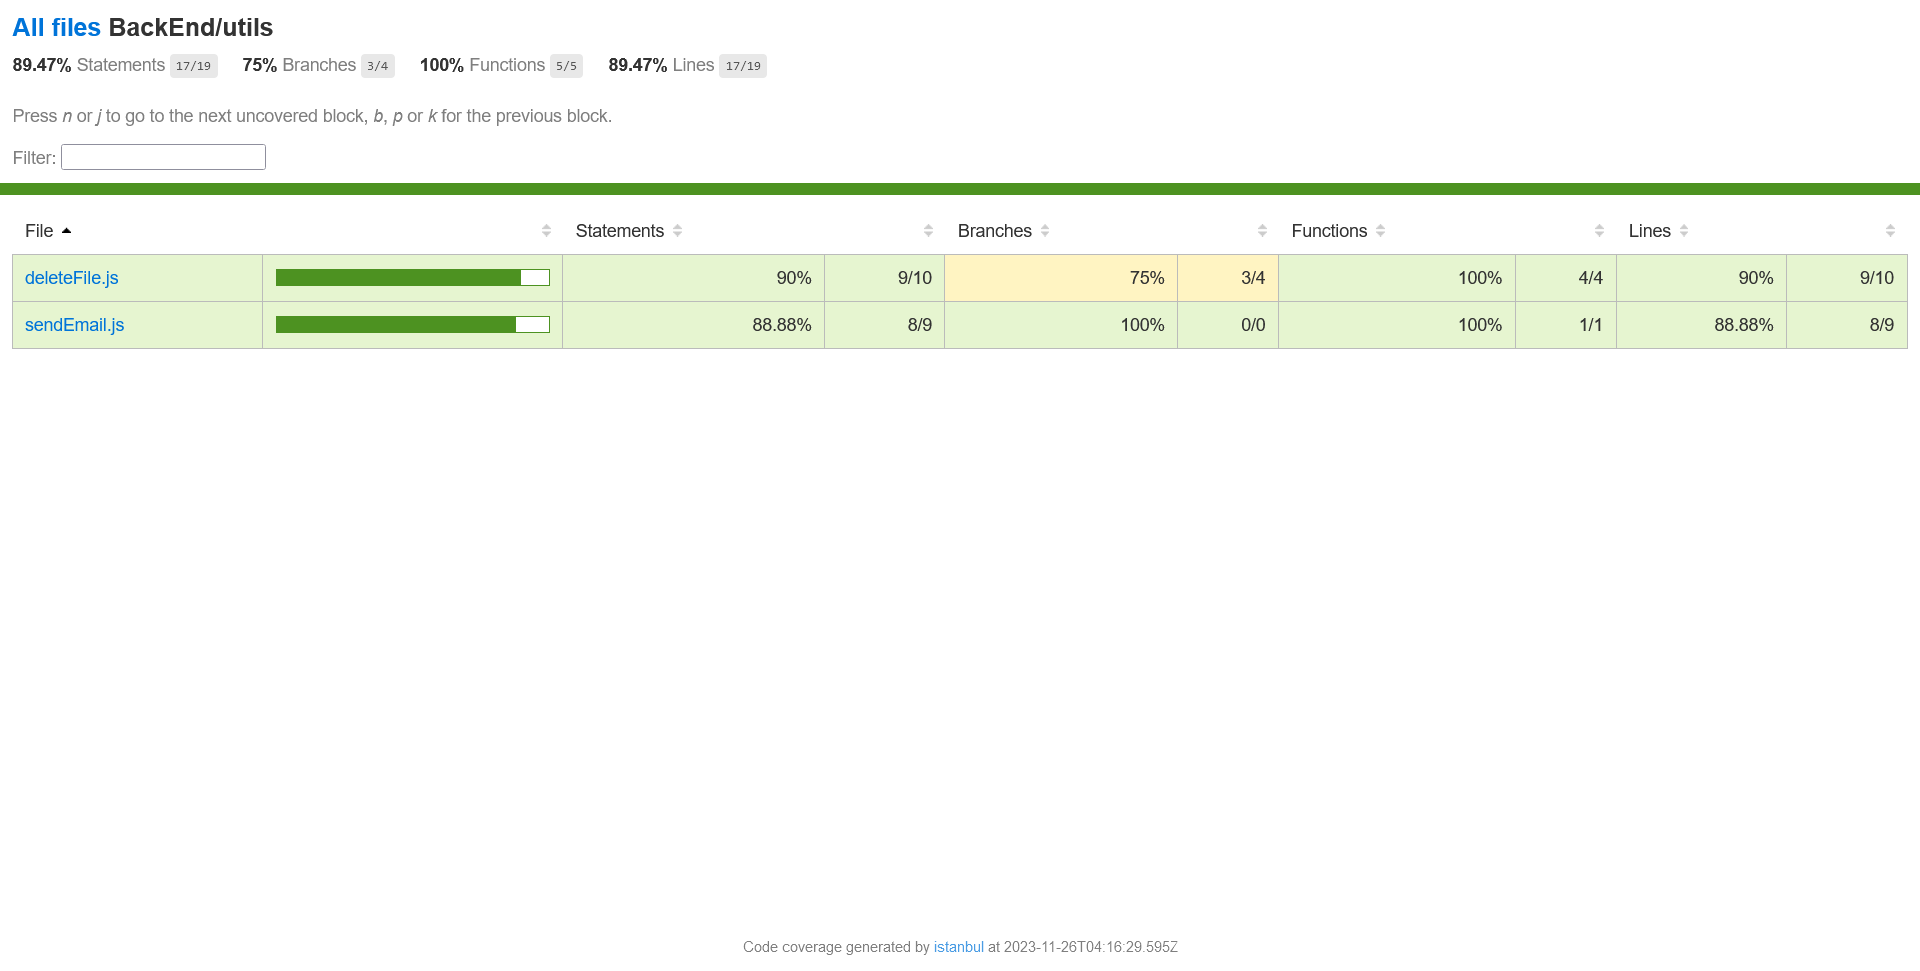 All files BackEnd/utils
89.47% Statements 17/19 75% Branches 3/4 100% Functions 5/5 89.47% Lines 17/19
Press n or j to go to the next uncovered block, b, p or k for the previous block.
Filter:
File Statements Branches Functions Lines
deleteFile.js 90% 9/10 75% 3/4 100% 4/4 90% 9/10
sendEmail.js 88.88% 8/9 100% 0/0 100% 1/1 88.88% 8/9
Code coverage generated by istanbul at 2023-11-26T04:16:29.595Z